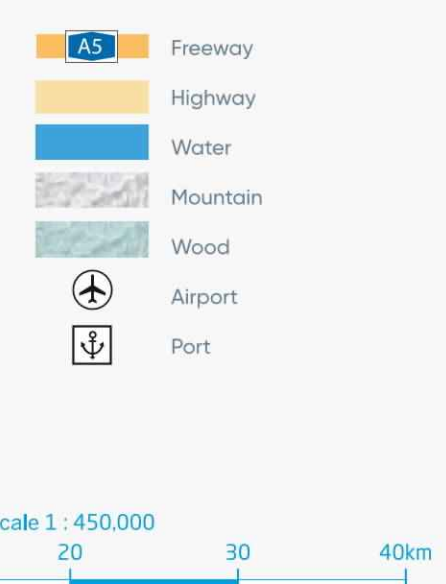 A5 Freeway
Highway
Water
Mountain
Wood
Airport
Port
cale 1 : 450,000
20 30 40km